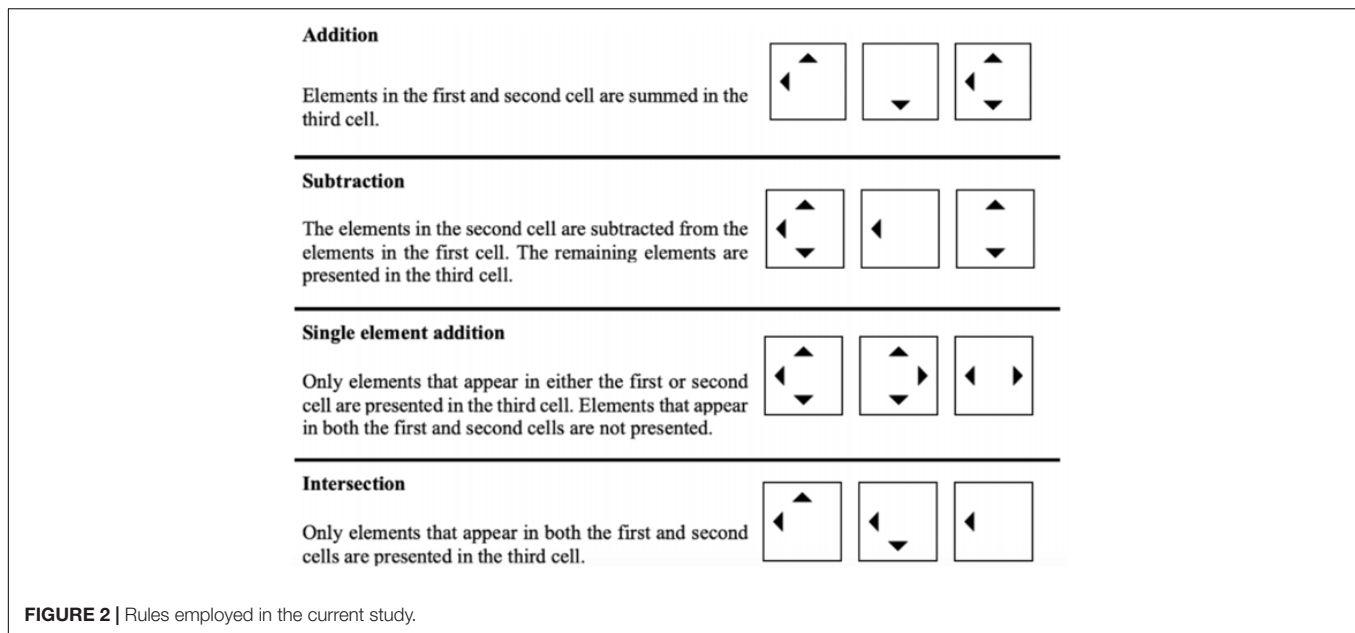 Addition
Elements in the first and second cell are summed in the
third cell.
Subtraction
The elements in the second cell are subtracted from the
elements in the first cell. The remaining elements are
presented in the third cell.
Single element addition
Only elements that appear in either the first or second
cell are presented in the third cell. Elements that appear
in both the first and second cells are not presented.
Intersection
Only elements that appear in both the first and second
cells are presented in the third cell.
FIGURE 2 | Rules employed in the current study.